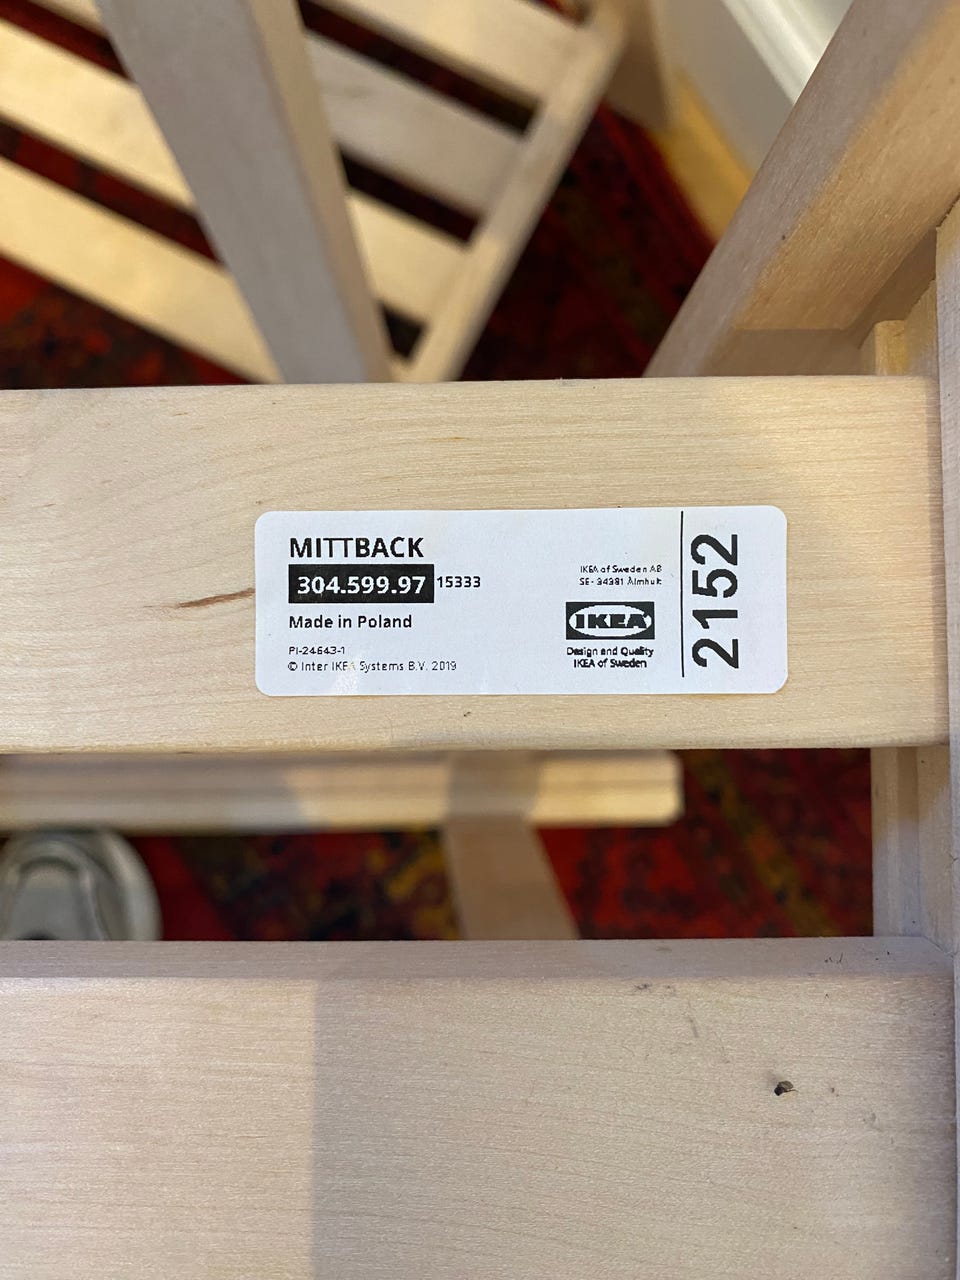 MITTBACK
304.599.97 15333
Made in Poland
PI-24643-1
© Inter IKEA Systems B.V. 2019
IKEA of Sweden AB
SE - 34381 Älmhult
IKEA
Design and Quality
IKEA of Sweden
2152